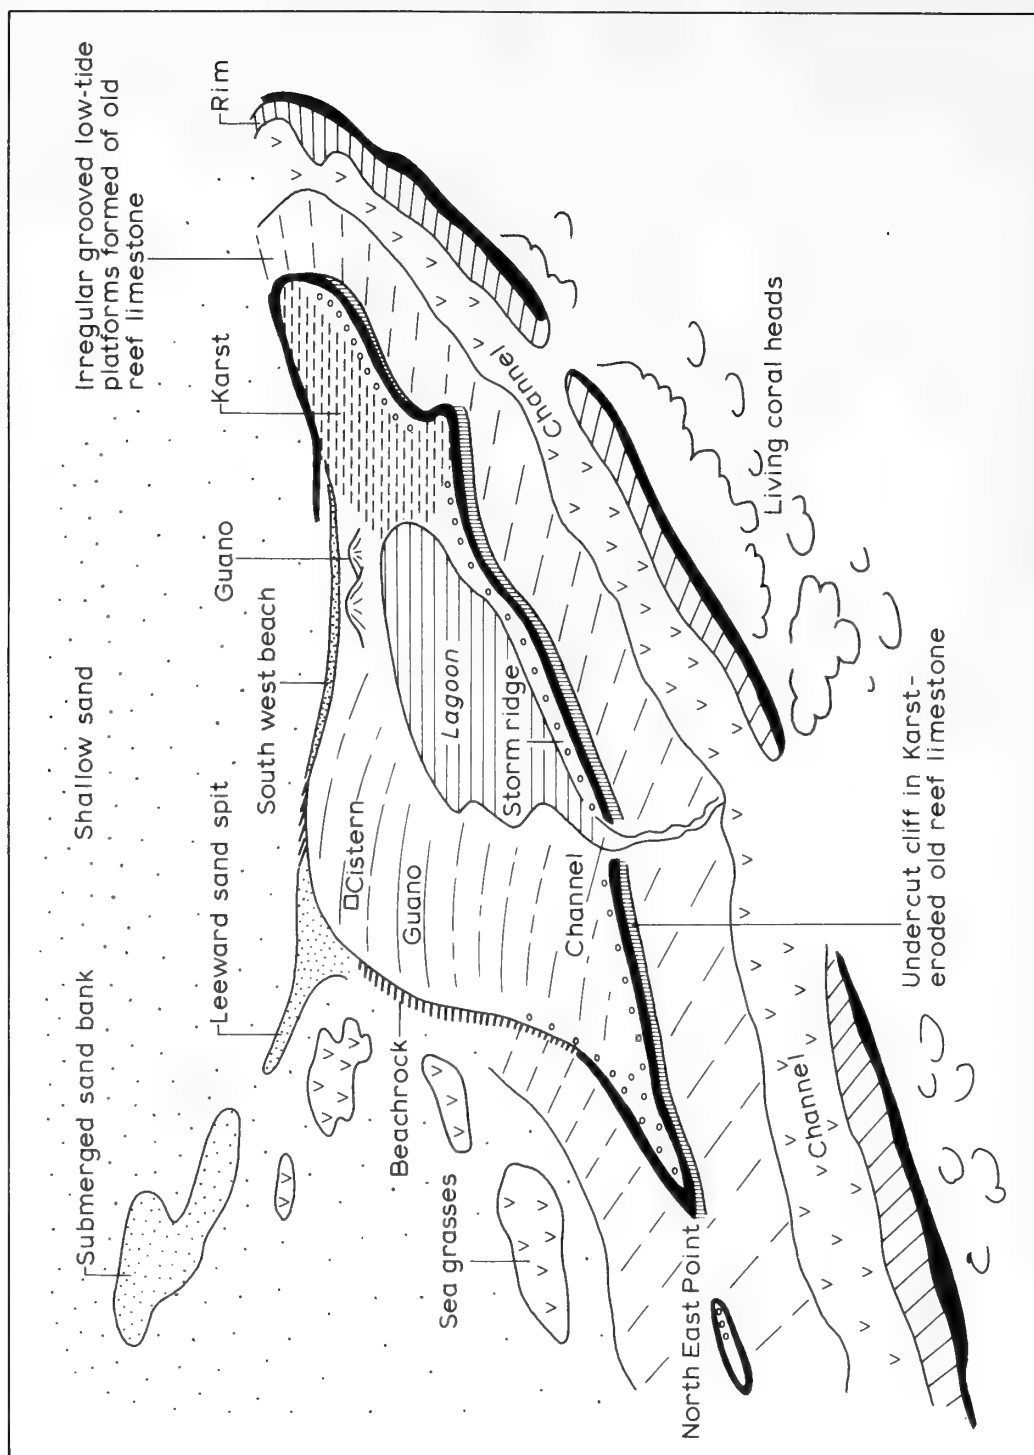 Submerged sand bank
Shallow sand
Irregular grooved low-tide
platforms formed of old
reef limestone
Leeward sand spit
South west beach
Guano
Karst
Rim
Cistern
Guano
Beachrock
Lagoon
Storm ridge
Sea grasses
Channel
Channel
North East Point
Channel
Living coral heads
Undercut cliff in Karst-
eroded old reef limestone